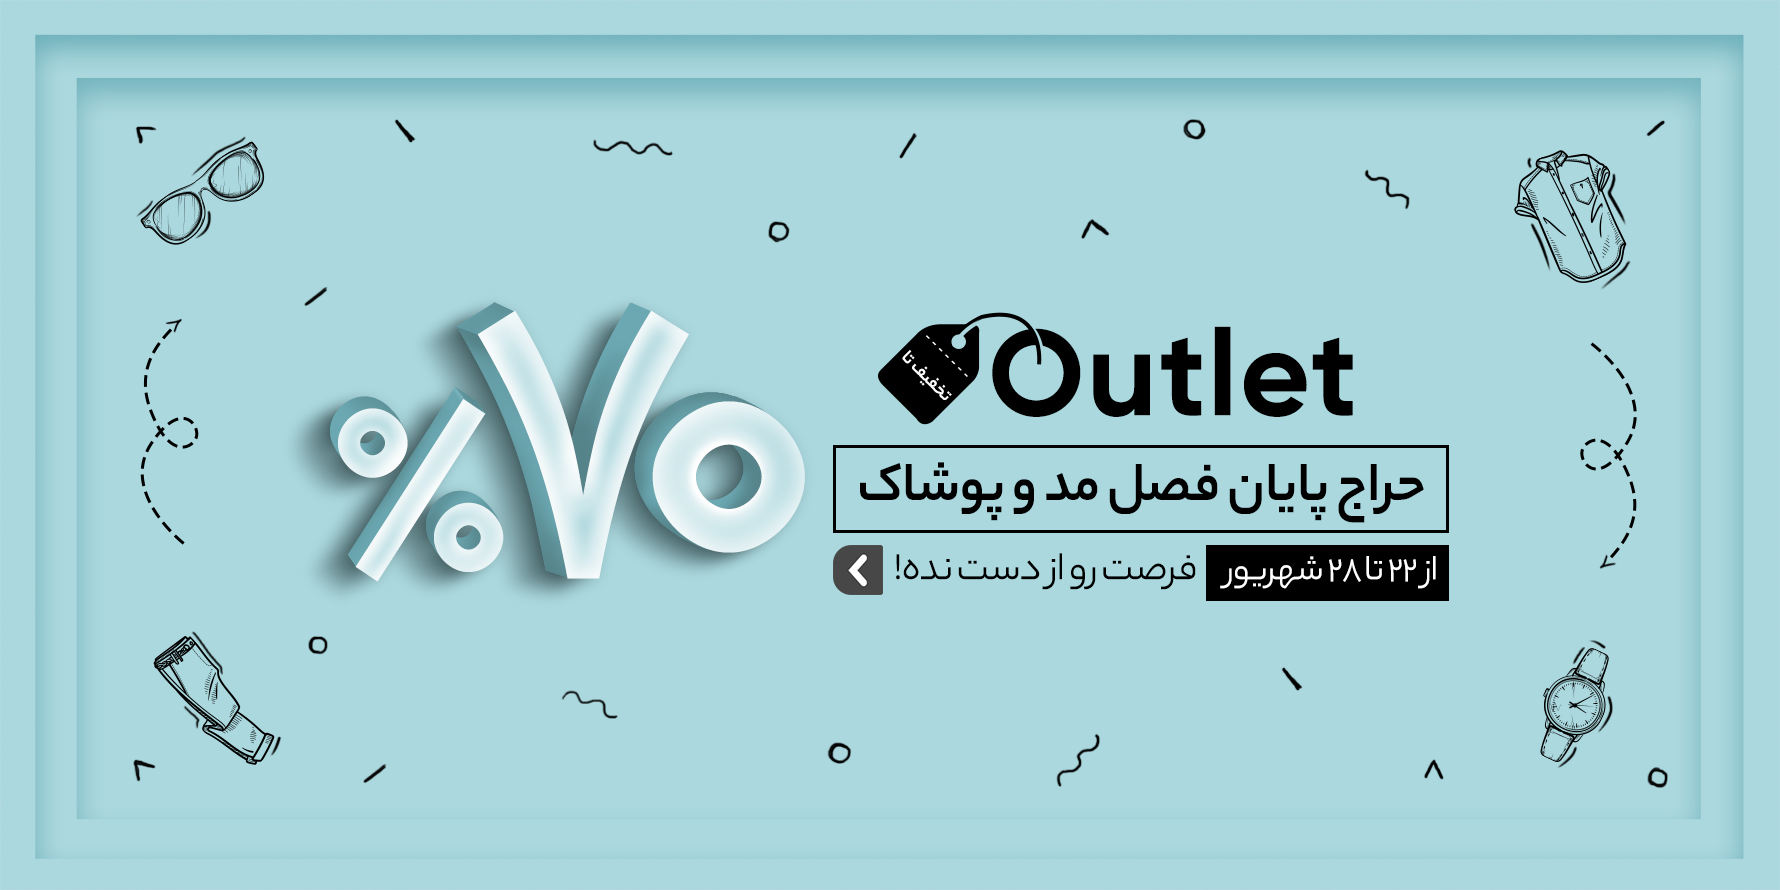 Outlet
تخفیف تا
%۷۰
حراج پایان فصل مد و پوشاک
از ۲۲ تا ۲۸ شهریور
فرصت رو از دست نده!